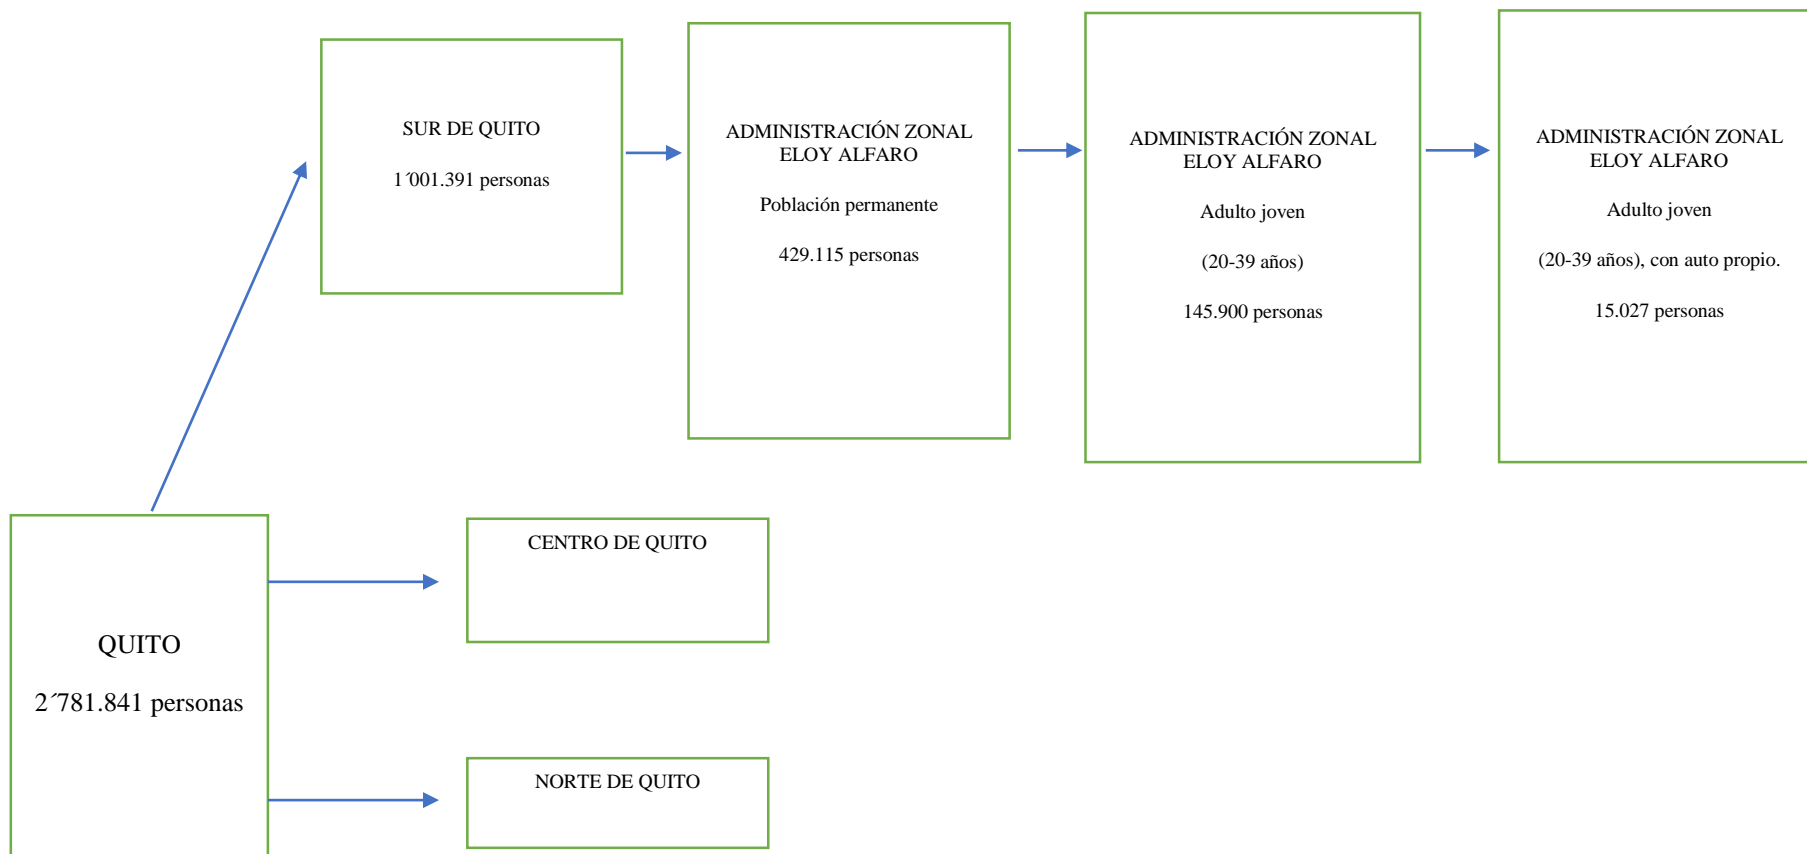 SUR DE QUITO
1´001.391 personas
ADMINISTRACIÓN ZONAL
ELOY ALFARO
Población permanente
429.115 personas
ADMINISTRACIÓN ZONAL
ELOY ALFARO
Adulto joven
(20-39 años)
145.900 personas
ADMINISTRACIÓN ZONAL
ELOY ALFARO
Adulto joven
(20-39 años), con auto propio.
15.027 personas
QUITO
2´781.841 personas
CENTRO DE QUITO
NORTE DE QUITO